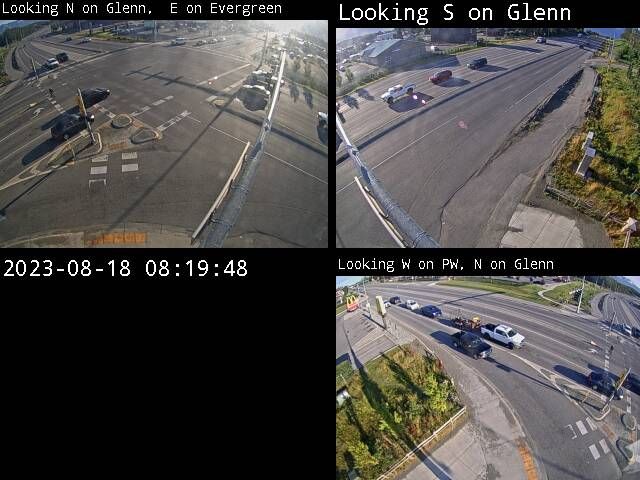 Looking N on Glenn,  E on Evergreen
Looking S on Glenn
2023-08-18 08:19:48
Looking W on PW, N on Glenn